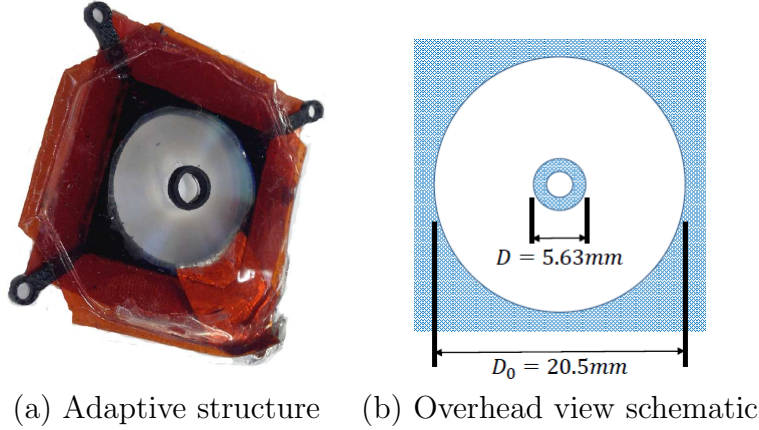 D = 5.63mm
D₀ = 20.5mm
(a) Adaptive structure
(b) Overhead view schematic